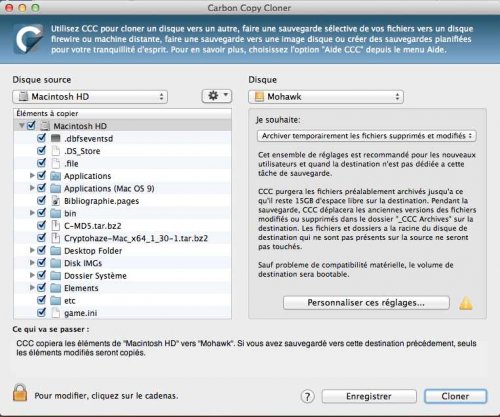 Carbon Copy Cloner
Utilisez CCC pour cloner un disque vers un autre, faire une sauvegarde sélective de vos fichiers vers un disque
firewire ou machine distante, faire une sauvegarde vers une image disque ou créer des sauvegardes planifiées
pour votre tranquillité d'esprit. Pour en savoir plus, choisissez l'option "Aide CCC" depuis le menu Aide.
Disque source
Macintosh HD
Éléments à copier
Macintosh HD
.dbfseventsd
.DS_Store
.file
Applications
Applications (Mac OS 9)
Bibliographie.pages
bin
C-MD5.tar.bz2
Cryptohaze-Mac_x64_1_30-1.tar.bz2
Desktop Folder
Disk IMGs
Dossier Système
Elements
etc
game.ini
Disque
Mohawk
Je souhaite:
Archiver temporairement les fichiers supprimés et modifiés
Cet ensemble de réglages est recommandé pour les nouveaux
utilisateurs et quand la destination n'est pas dédiée a cette
tâche de sauvegarde.
CCC purgera les fichiers préalablement archivés jusqu'a ce
qu'il reste 15GB d'espace libre sur la destination. Pendant la
sauvegarde, CCC déplacera les anciennes versions des fichiers
modifiés ou supprimés dans le dossier "_CCC Archives" sur la
destination. Les fichiers et dossiers a la racine du disque de
destination qui ne sont pas présents sur la source ne seront
pas touchés.
Sauf problème de compatibilité matérielle, le volume de
destination sera bootable.
Personnaliser ces réglages...
Ce qui va se passer :
CCC copiera les éléments de "Macintosh HD" vers "Mohawk". Si vous avez sauvegardé vers cette destination précédement, seuls
les éléments modifiés seront copiés.
Pour modifier, cliquez sur le cadenas.
?
Enregistrer
Cloner